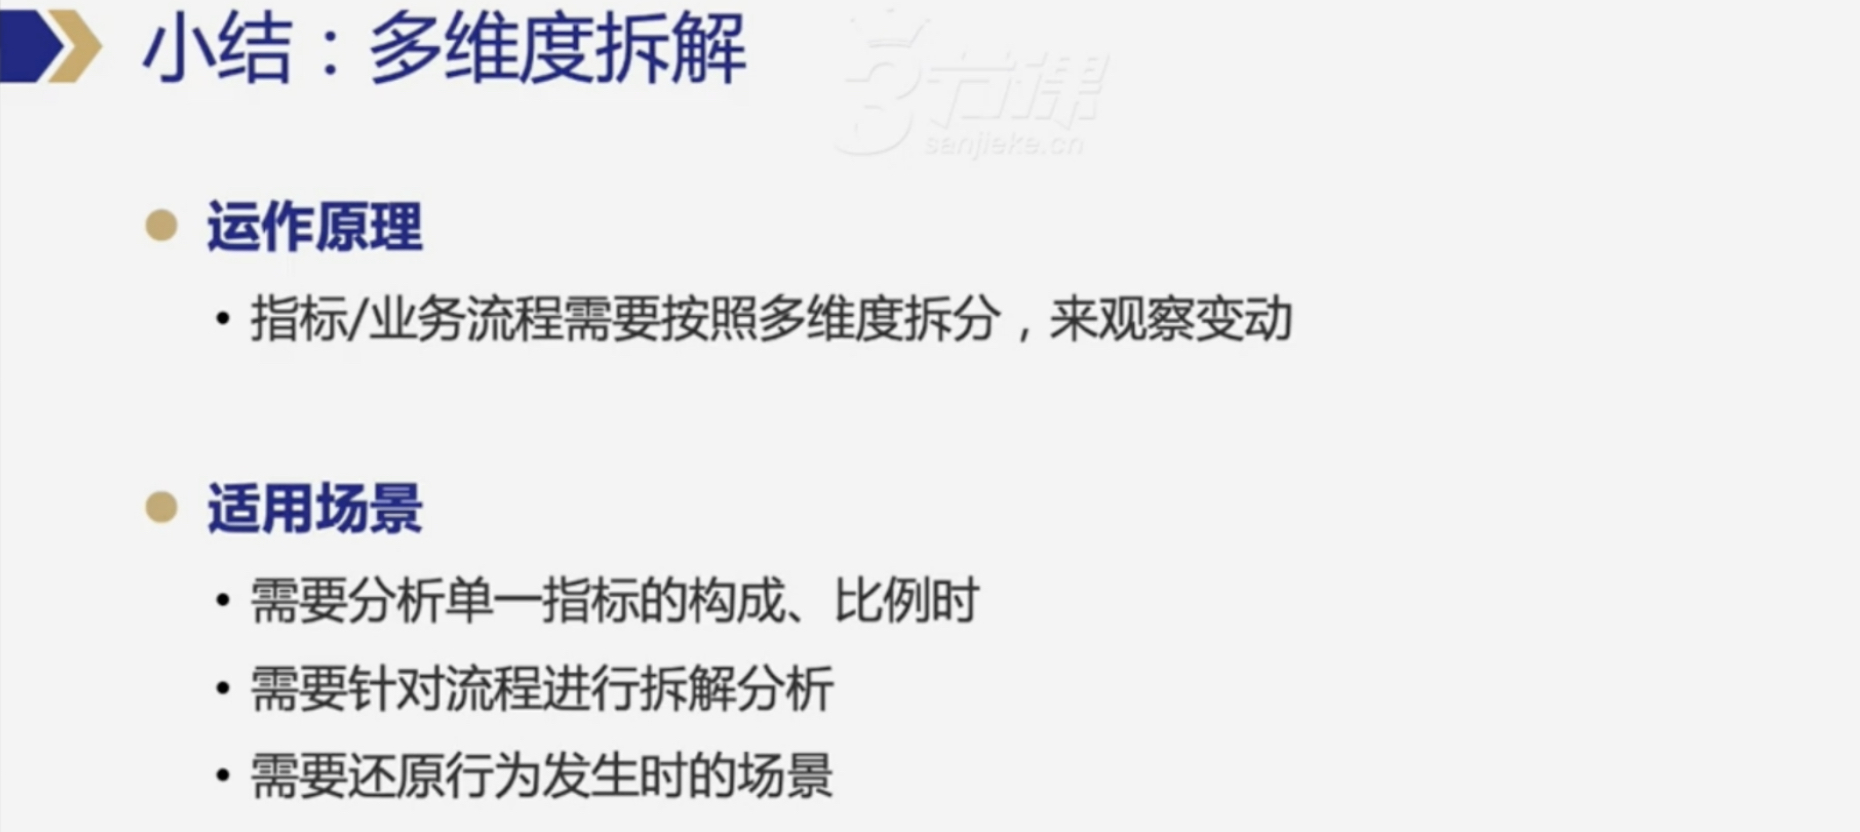 小结：多维度拆解
3节课
sanjieke.cn
运作原理
• 指标/业务流程需要按照多维度拆分，来观察变动
适用场景
• 需要分析单一指标的构成、比例时
• 需要针对流程进行拆解分析
• 需要还原行为发生时的场景